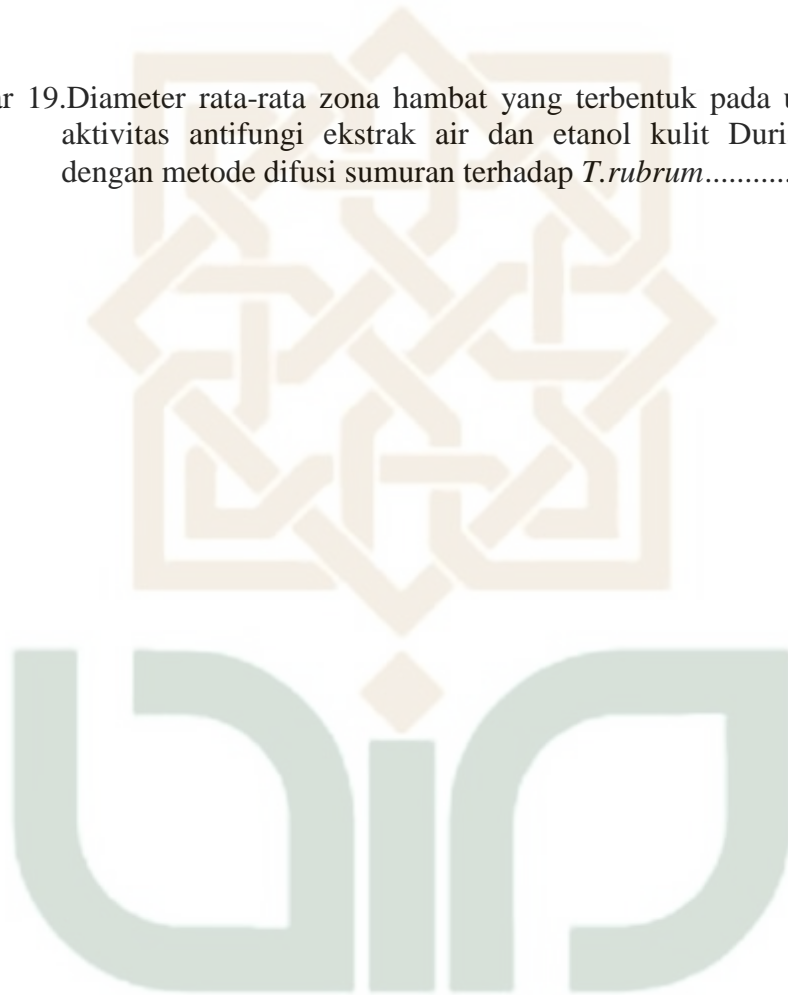 ar 19.Diameter rata-rata zona hambat yang terbentuk pada u
aktivitas antifungi ekstrak air dan etanol kulit Duri
dengan metode difusi sumuran terhadap T.rubrum............